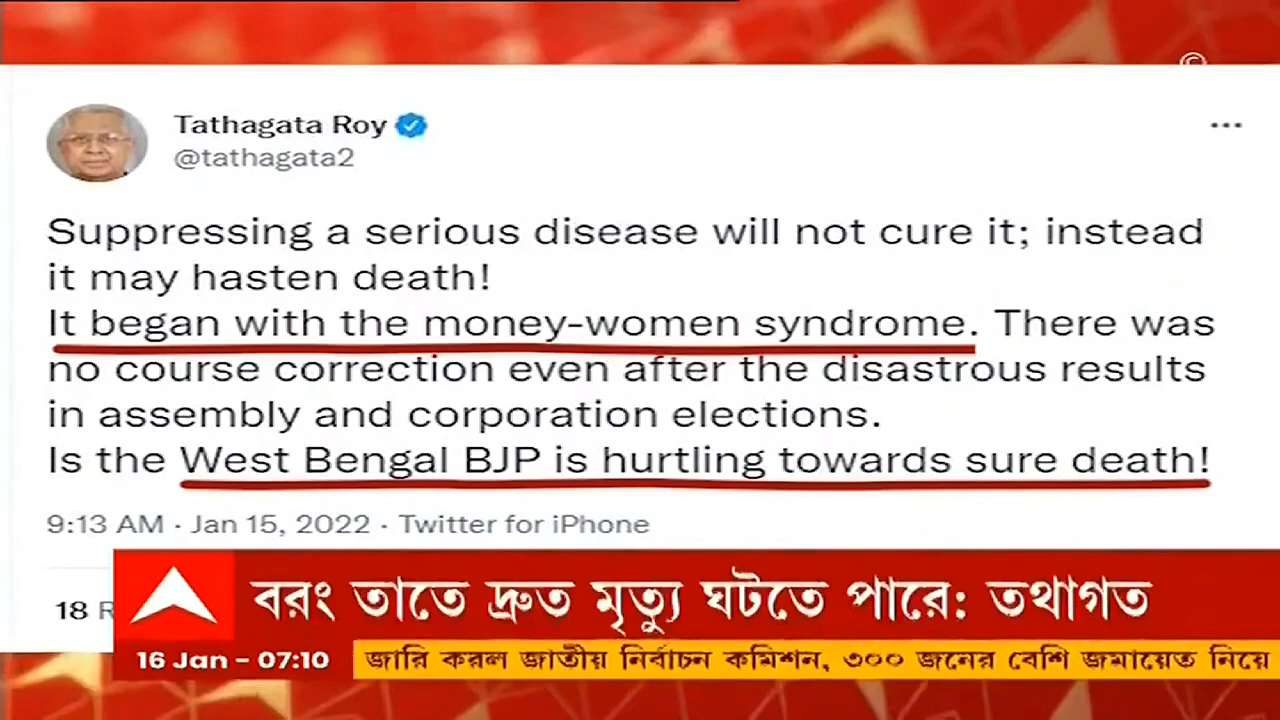 ©
Tathagata Roy
@tathagata2
Suppressing a serious disease will not cure it; instead
it may hasten death!
It began with the money-women syndrome. There was
no course correction even after the disastrous results
in assembly and corporation elections.
Is the West Bengal BJP is hurtling towards sure death!
9:13 AM · Jan 15, 2022 · Twitter for iPhone
18
বরং তাতে দ্রুত মৃত্যু ঘটতে পারে: তথাগত
16 Jan - 07:10
জারি করল জাতীয় নির্বাচন কমিশন, ৩০০ জনের বেশি জমায়েত নিয়ে